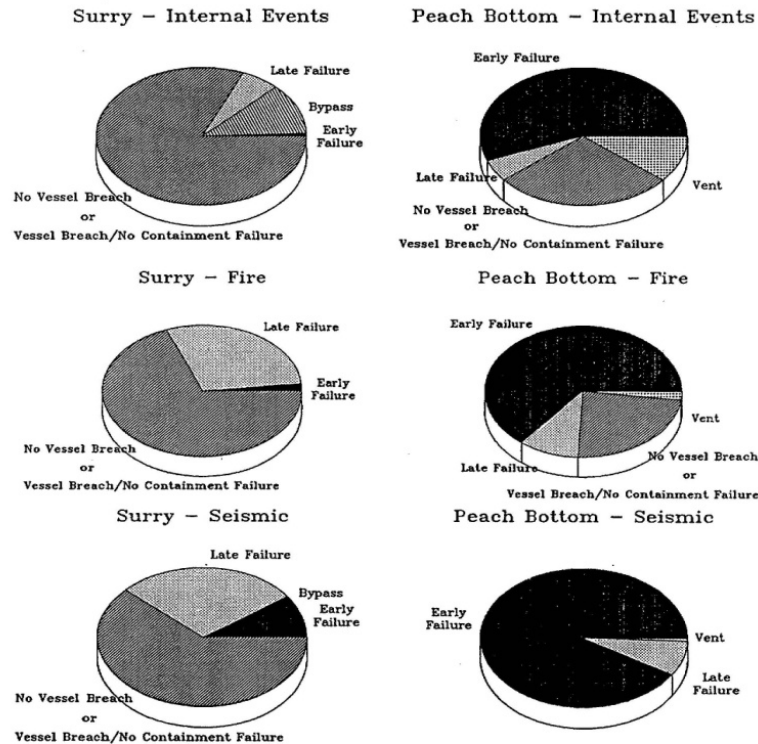 Surry – Internal Events
Late Failure
Bypass
Early
Failure
No Vessel Breach
or
Vessel Breach/No Containment Failure
Peach Bottom – Internal Events
Early Failure
Late Failure
Vent
No Vessel Breach
or
Vessel Breach/No Containment Failure
Surry – Fire
Late Failure
Early
Failure
No Vessel Breach
or
Vessel Breach/No Containment Failure
Peach Bottom – Fire
Early Failure
Vent
Late Failure
No Vessel Breach
or
Vessel Breach/No Containment Failure
Surry – Seismic
Late Failure
Bypass
Early
Failure
No Vessel Breach
or
Vessel Breach/No Containment Failure
Peach Bottom – Seismic
Early
Failure
Vent
Late
Failure